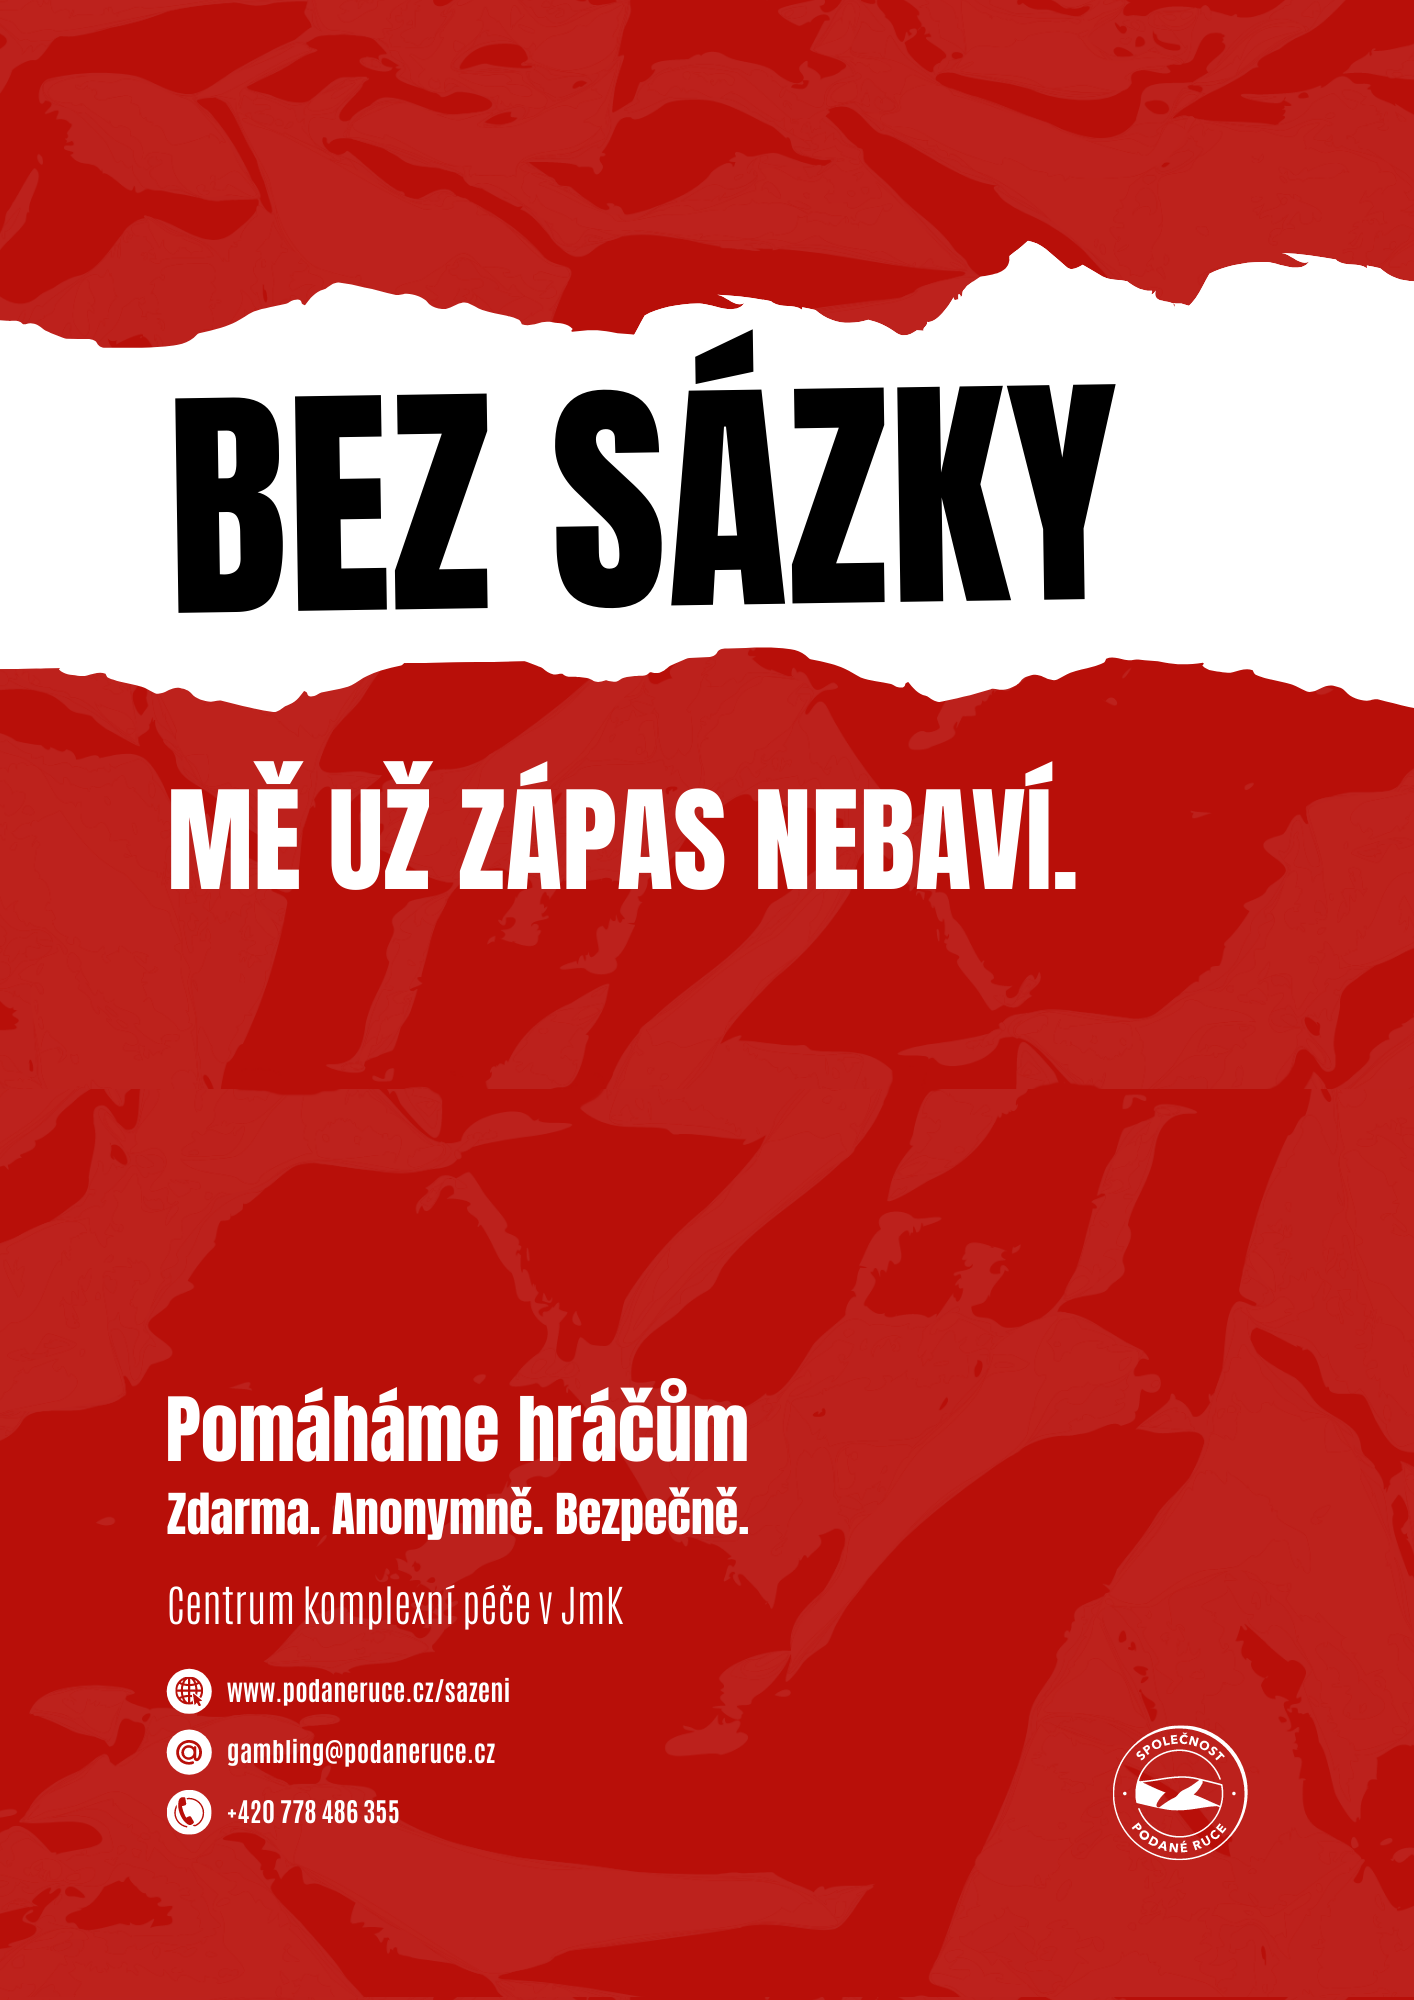 BEZ SÁZKY
MĚ UŽ ZÁPAS NEBAVÍ.
Pomáháme hráčům
Zdarma. Anonymně. Bezpečně.
Centrum komplexní péče v JmK
www.podaneruce.cz/sazeni
gambling@podaneruce.cz
+420 778 486 355
SPOLEČNOST
PODANÉ RUCE